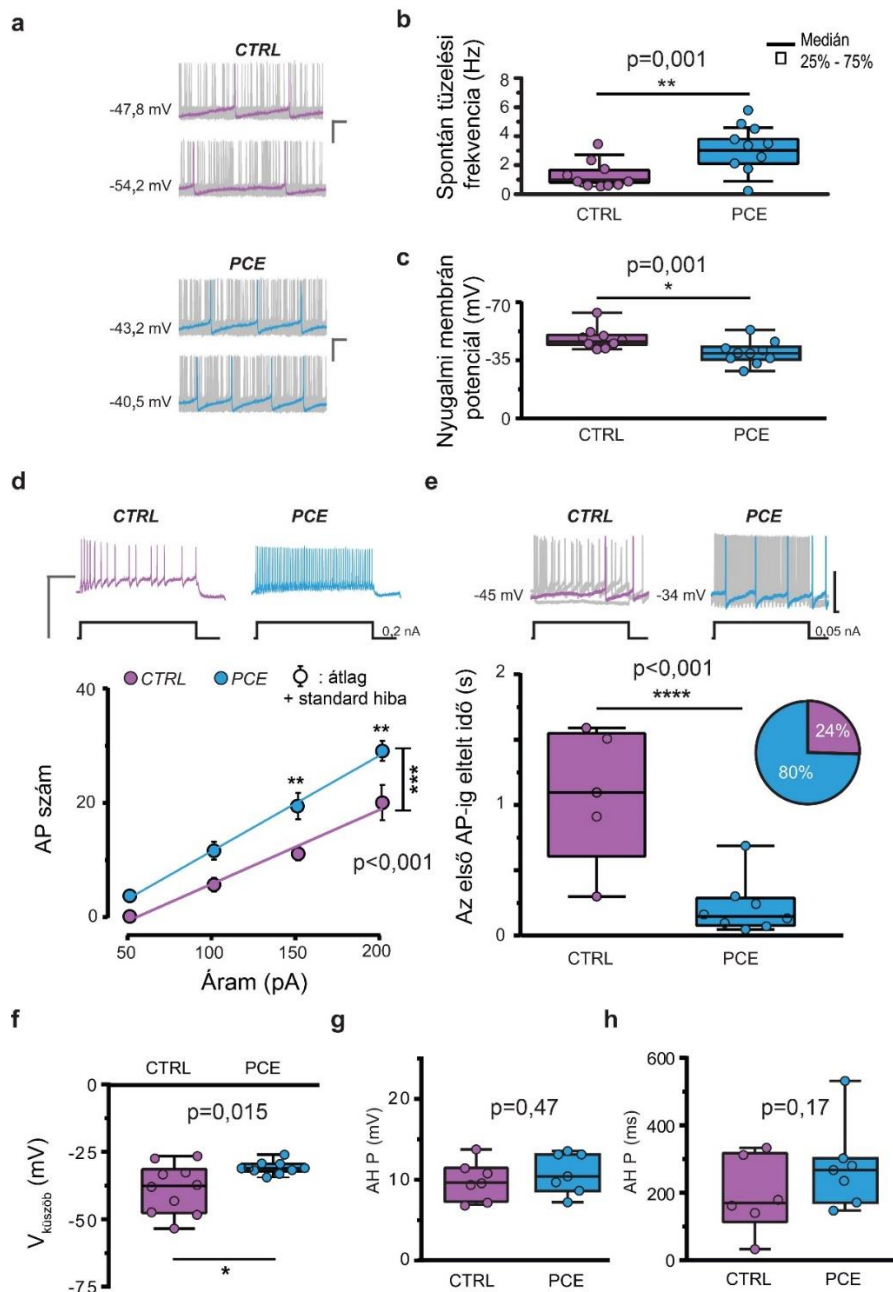 a
CTRL
-47,8 mV
-54,2 mV
PCE
-43,2 mV
-40,5 mV
b
Medián
25% - 75%
p=0,001
**
Spontán tüzelési
frekvencia (Hz)
8
6
4
2
0
CTRL
PCE
c
p=0,001
*
Nyugalmi membrán
potenciál (mV)
-70
-35
0
CTRL
PCE
d
CTRL
PCE
0,2 nA
CTRL
PCE
: átlag
+ standard hiba
AP szám
40
20
0
**
**
***
p<0,001
50
100
150
200
Áram (pA)
e
CTRL
PCE
-45 mV
-34 mV
0,05 nA
p<0,001
****
24%
80%
Az első AP-ig eltelt idő (s)
2
1
0
CTRL
PCE
f
CTRL
PCE
p=0,015
*
Vküszöb (mV)
0
-25
-50
-75
g
p=0,47
AH P (mV)
20
10
0
CTRL
PCE
h
p=0,17
AH P (ms)
600
400
200
0
CTRL
PCE